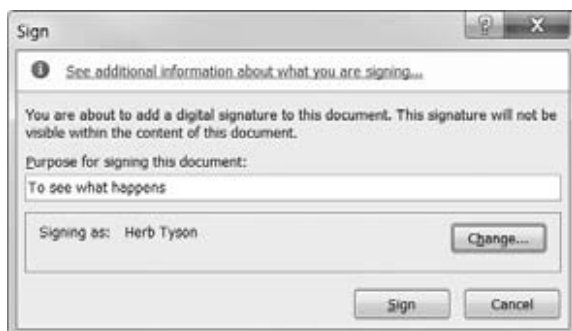 Sign
See additional information about what you are signing...
You are about to add a digital signature to this document. This signature will not be
visible within the content of this document.
Purpose for signing this document:
To see what happens
Signing as: Herb Tyson
Change...
Sign
Cancel